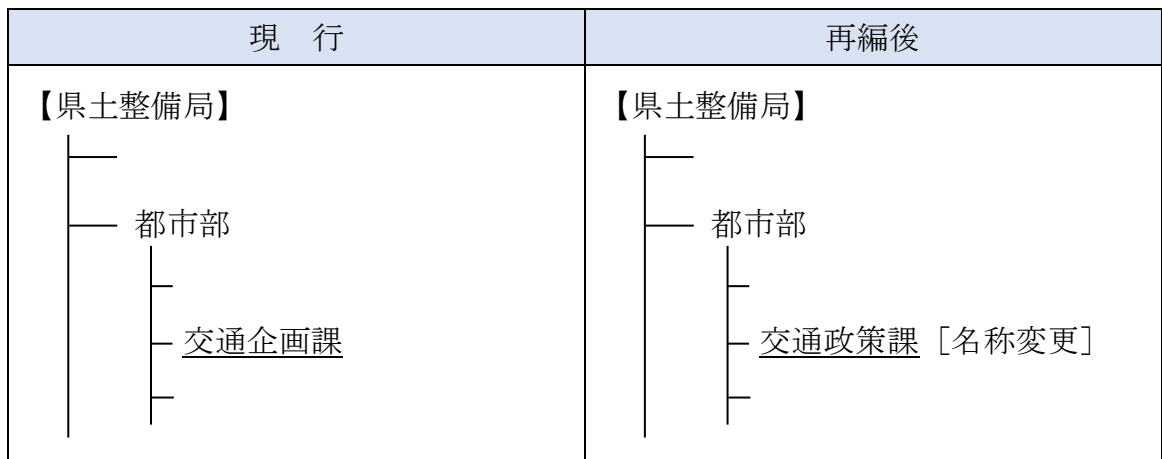 現　行
再編後
【県土整備局】
都市部
交通企画課
【県土整備局】
都市部
交通政策課［名称変更］